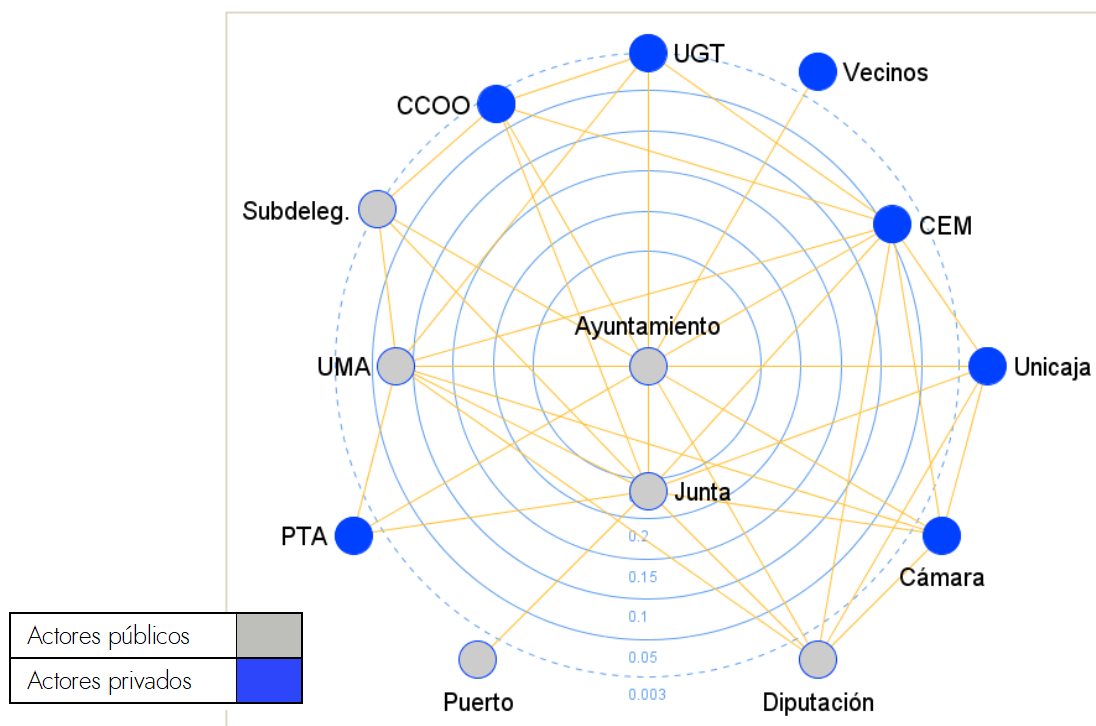 UGT
Vecinos
CCOO
Subdeleg.
CEM
Ayuntamiento
UMA
Unicaja
Junta
0.2
PTA
0.15
Cámara
0.1
Actores públicos
0.05
Actores privados
0.003
Puerto
Diputación